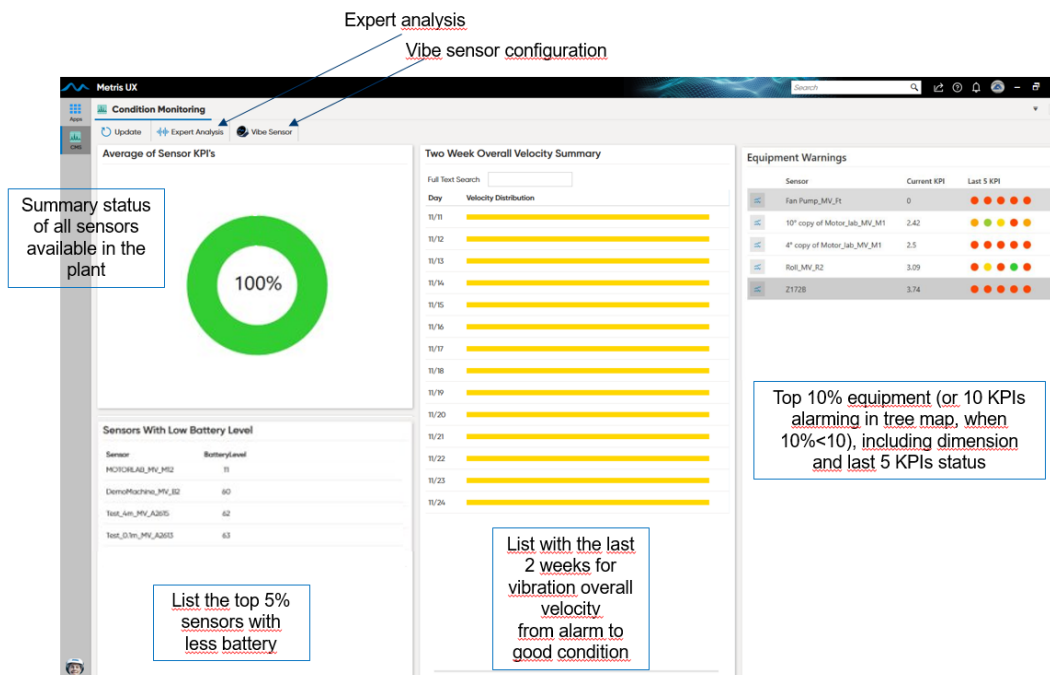 Expert analysis
Vibe sensor configuration
Metris UX
Search
Apps
Condition Monitoring
CMS
Update
Expert Analysis
Vibe Sensor
Average of Sensor KPI's
100%
Summary status
of all sensors
available in the
plant
Sensors With Low Battery Level
Sensor BatteryLevel
MOTORLAB_MV_M12 11
DemoMachine_MV_B2 60
Test_4m_MV_A2615 62
Test_0.1m_MV_A2613 63
List the top 5%
sensors with
less battery
Two Week Overall Velocity Summary
Full Text Search
Day Velocity Distribution
11/11
11/12
11/13
11/14
11/15
11/16
11/17
11/18
11/19
11/20
11/21
11/22
11/23
11/24
List with the last
2 weeks for
vibration overall
velocity
from alarm to
good condition
Equipment Warnings
Sensor Current KPI Last 5 KPI
Fan Pump_MV_Ft 0
10° copy of Motor_lab_MV_M1 2.42
4° copy of Motor_lab_MV_M1 2.5
Roll_MV_R2 3.09
Z1728 3.74
Top 10% equipment (or 10 KPIs
alarming in tree map, when
10%<10), including dimension
and last 5 KPIs status